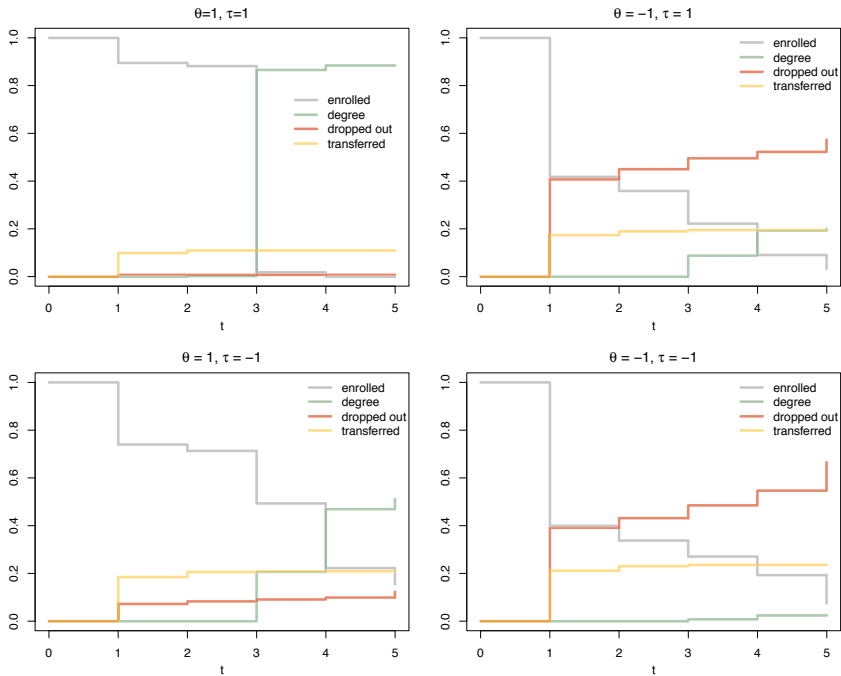 θ=1, τ=1
1.0
0.8
0.6
0.4
0.2
0.0
enrolled
degree
dropped out
transferred
0 1 2 3 4 5
t
θ = −1, τ = 1
1.0
0.8
0.6
0.4
0.2
0.0
enrolled
degree
dropped out
transferred
0 1 2 3 4 5
t
θ = 1, τ = −1
1.0
0.8
0.6
0.4
0.2
0.0
enrolled
degree
dropped out
transferred
0 1 2 3 4 5
t
θ = −1, τ = −1
1.0
0.8
0.6
0.4
0.2
0.0
enrolled
degree
dropped out
transferred
0 1 2 3 4 5
t